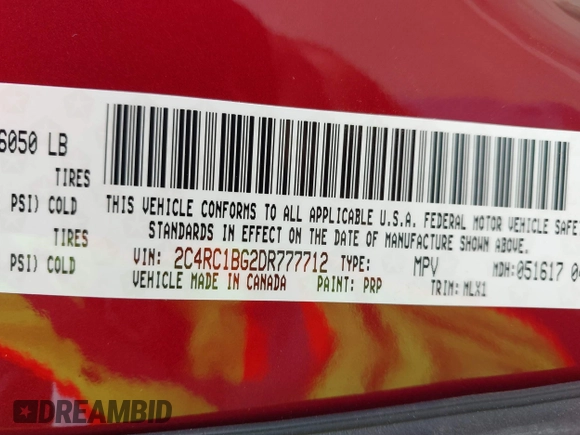 6050 LB
TIRES
PSI) COLD
THIS VEHICLE CONFORMS TO ALL APPLICABLE U.S.A. FEDERAL MOTOR VEHICLE SAFE
STANDARDS IN EFFECT ON THE DATE OF MANUFACTURE SHOWN ABOVE.
TIRES
PSI) COLD
VIN: 2C4RC1BG2DR777712 TYPE: MPV MDH: 051617
VEHICLE MADE IN CANADA PAINT: PRP TRIM: MLX1
DREAMBID